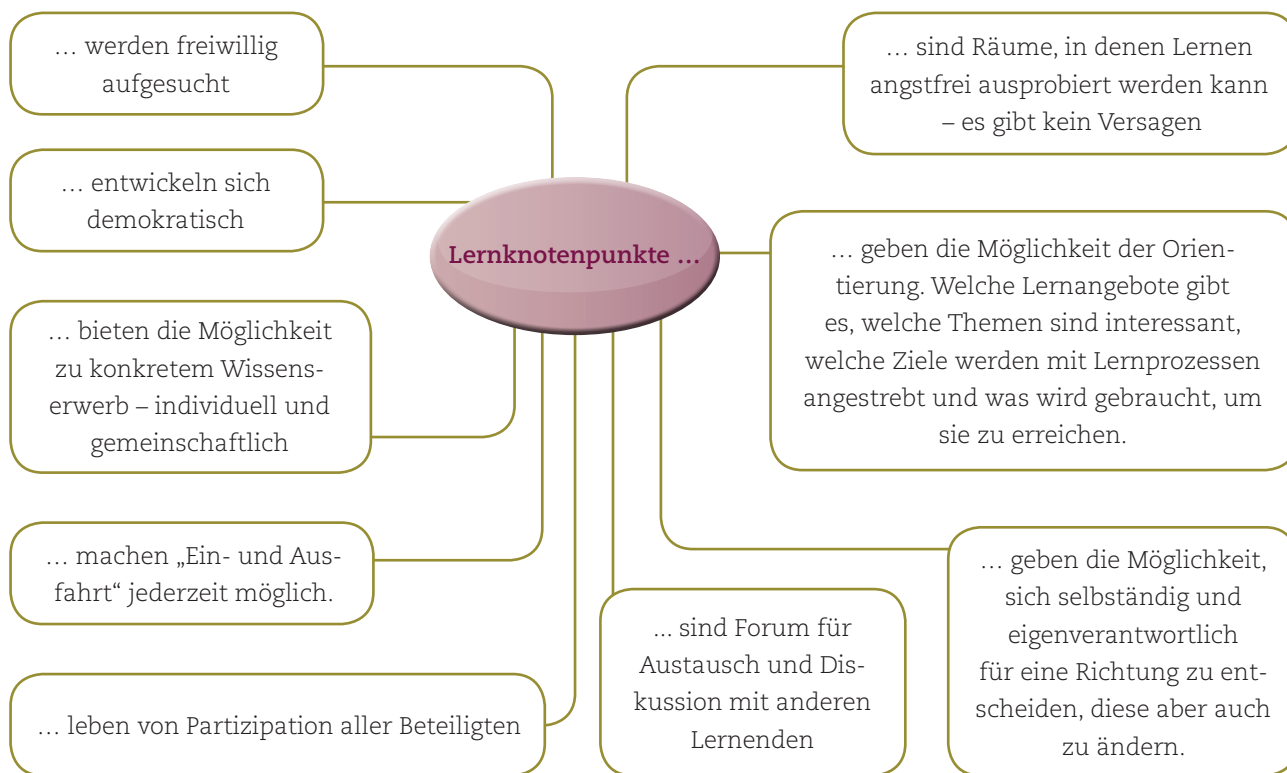 Lernknotenpunkte ...
... werden freiwillig
aufgesucht
... entwickeln sich
demokratisch
... bieten die Möglichkeit
zu konkretem Wissens-
erwerb – individuell und
gemeinschaftlich
... machen „Ein- und Aus-
fahrt“ jederzeit möglich.
... leben von Partizipation aller Beteiligten
... sind Forum für
Austausch und Dis-
kussion mit anderen
Lernenden
... sind Räume, in denen Lernen
angstfrei ausprobiert werden kann
– es gibt kein Versagen
... geben die Möglichkeit der Orien-
tierung. Welche Lernangebote gibt
es, welche Themen sind interessant,
welche Ziele werden mit Lernprozessen
angestrebt und was wird gebraucht, um
sie zu erreichen.
... geben die Möglichkeit,
sich selbständig und
eigenverantwortlich
für eine Richtung zu ent-
scheiden, diese aber auch
zu ändern.